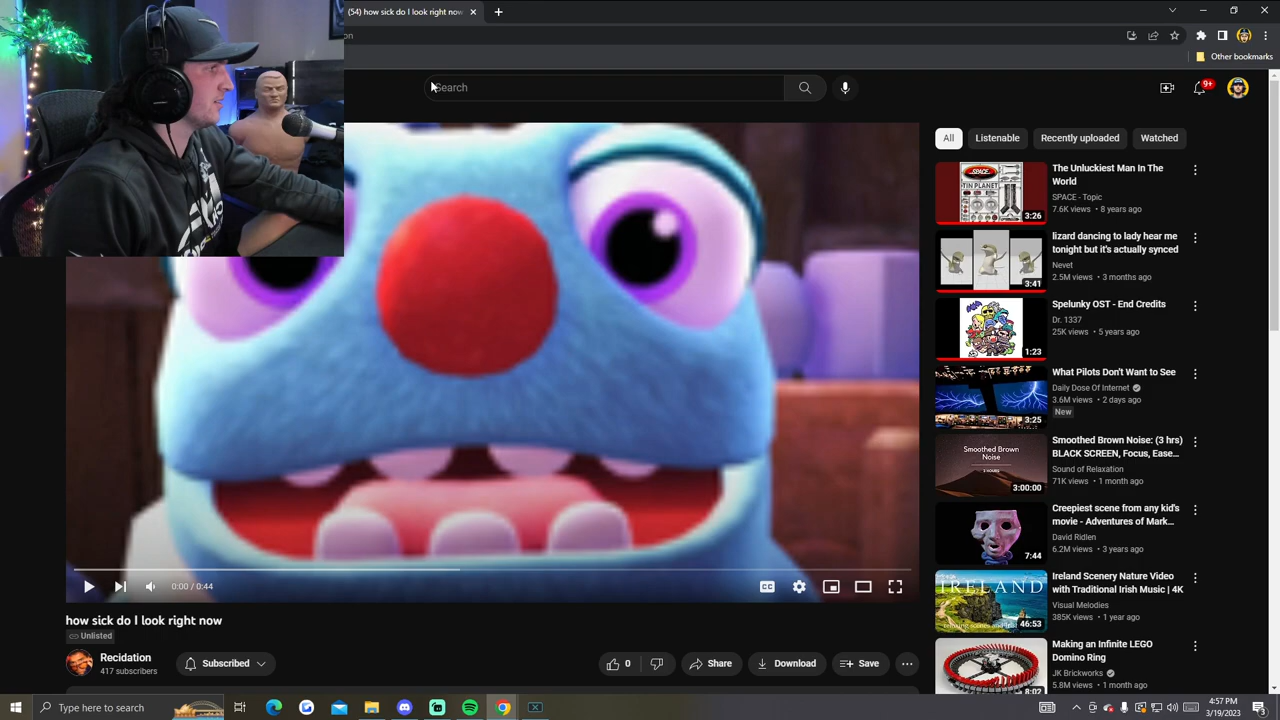 (54) how sick do I look right now
on
Other bookmarks
Search
9+
All
Listenable
Recently uploaded
Watched
SPACE
TIN PLANET
3:26
The Unluckiest Man In The
World
SPACE - Topic
7.6K views • 8 years ago
3:41
lizard dancing to lady hear me
tonight but it's actually synced
Nevet
2.5M views • 3 months ago
1:23
Spelunky OST - End Credits
Dr. 1337
25K views • 5 years ago
3:25
What Pilots Don't Want to See
Daily Dose Of Internet
3.6M views • 2 days ago
New
Smoothed Brown
Noise
3:00:00
Smoothed Brown Noise: (3 hrs)
BLACK SCREEN, Focus, Ease...
Sound of Relaxation
71K views • 1 month ago
7:44
Creepiest scene from any kid's
movie - Adventures of Mark...
David Ridlen
6.2M views • 3 years ago
IRELAND
46:53
Ireland Scenery Nature Video
with Traditional Irish Music | 4K
Visual Melodies
385K views • 1 year ago
8:02
Making an Infinite LEGO
Domino Ring
JK Brickworks
5.8M views • 1 month ago
0:00 / 0:44
CC
how sick do I look right now
Unlisted
Recidation
417 subscribers
Subscribed
0
Share
Download
Save
Type here to search
4:57 PM
3/19/2023
2